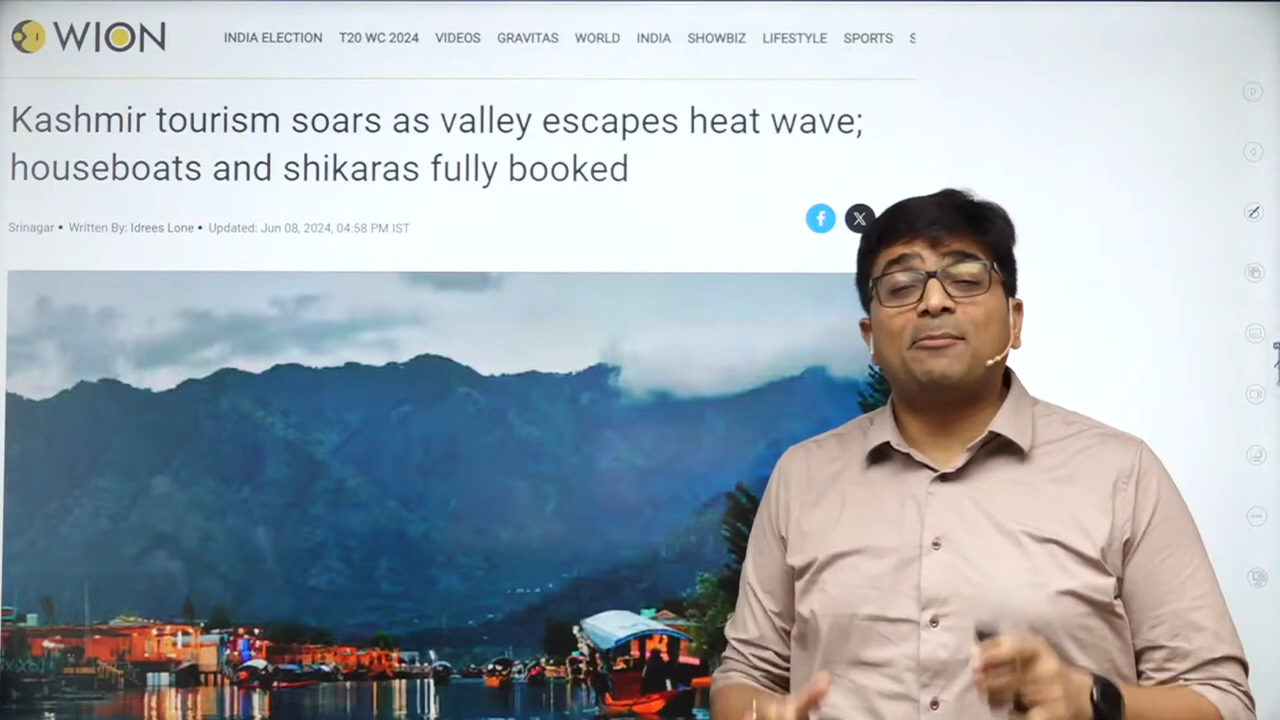 WION
INDIA ELECTION T20 WC 2024 VIDEOS GRAVITAS WORLD INDIA SHOWBIZ LIFESTYLE SPORTS S
Kashmir tourism soars as valley escapes heat wave;
houseboats and shikaras fully booked
Srinagar • Written By: Idrees Lone • Updated: Jun 08, 2024, 04:58 PM IST